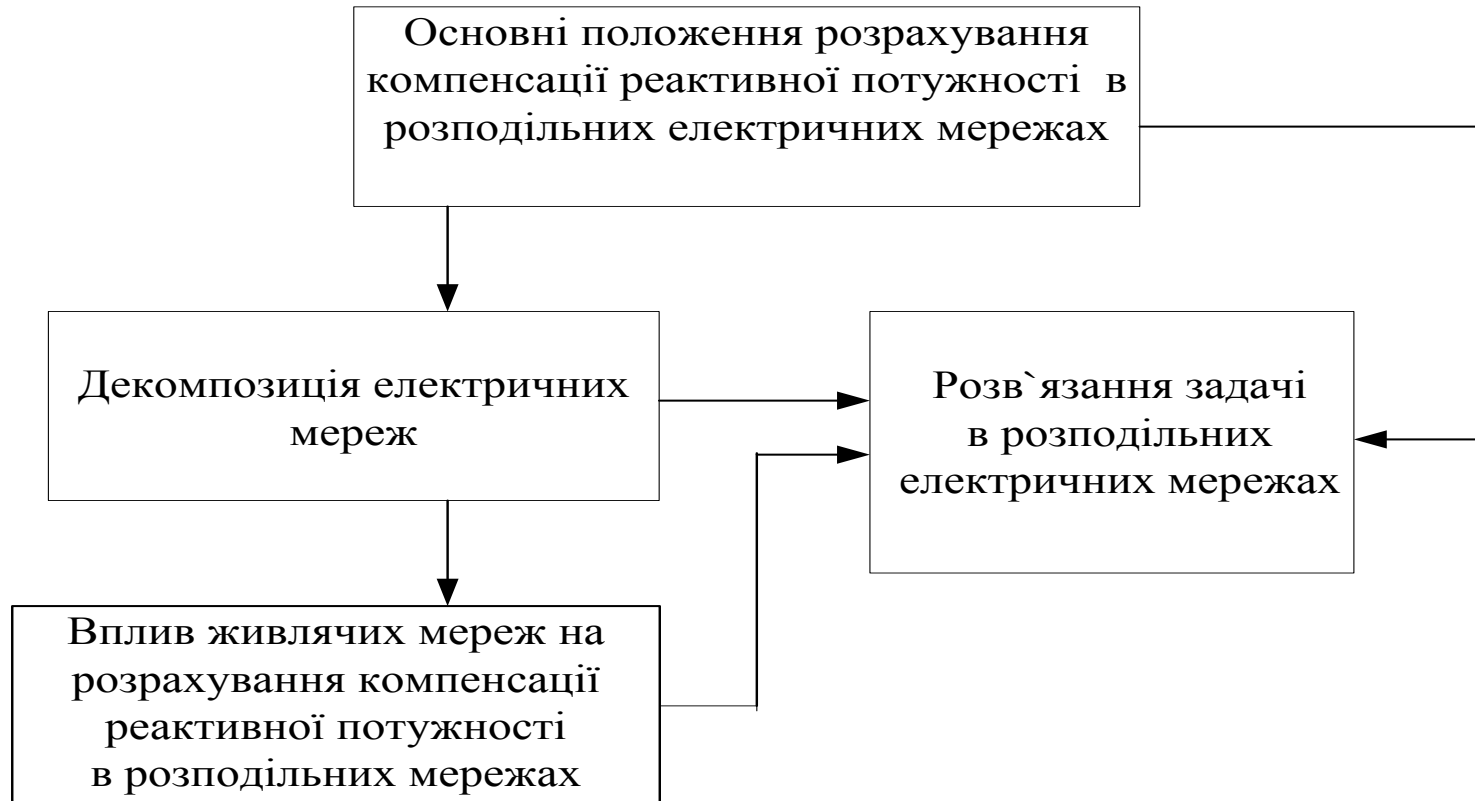 Основні положення розрахування
компенсації реактивної потужності в
розподільних електричних мережах
Декомпозиція електричних
мереж
Розв`язання задачі
в розподільних
електричних мережах
Вплив живлячих мереж на
розрахування компенсації
реактивної потужності
в розподільних мережах